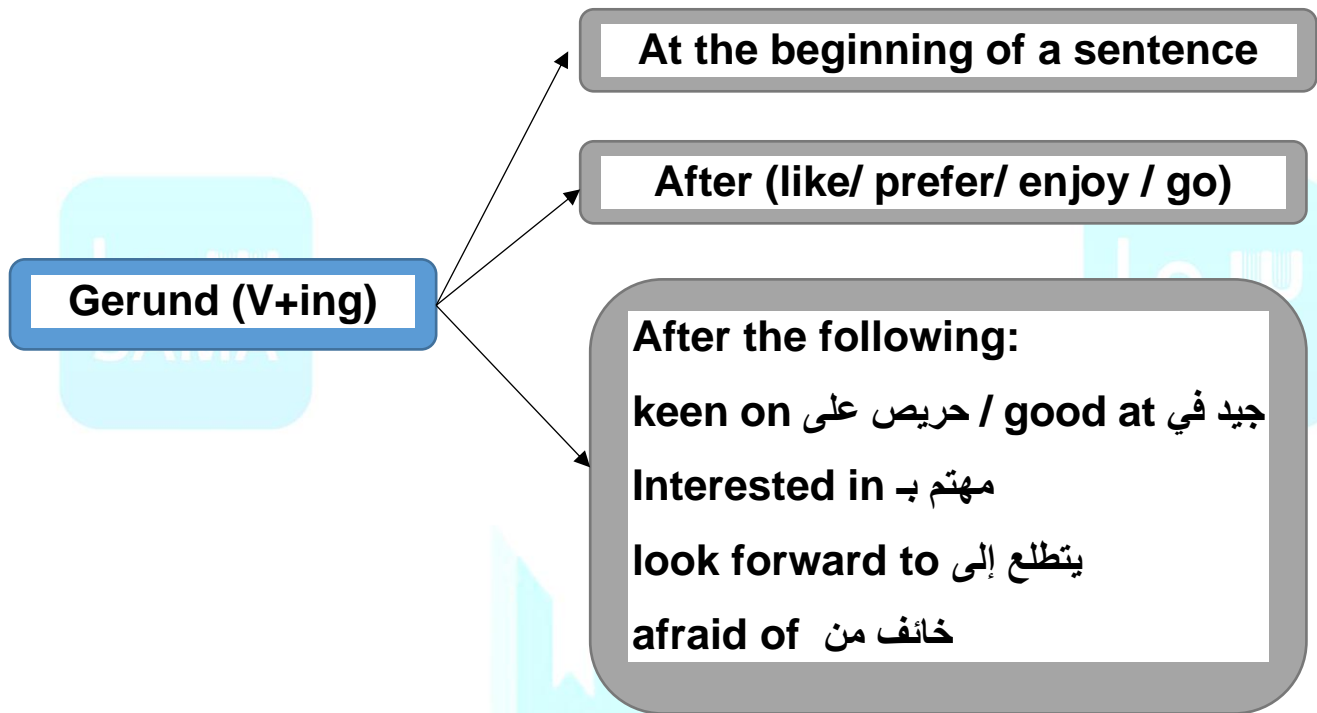 At the beginning of a sentence
After (like/ prefer/ enjoy / go)
Gerund (V+ing)
After the following:
keen on حريص على / good at جيد في
Interested in مهتم بـ
look forward to يتطلع إلى
afraid of خائف من